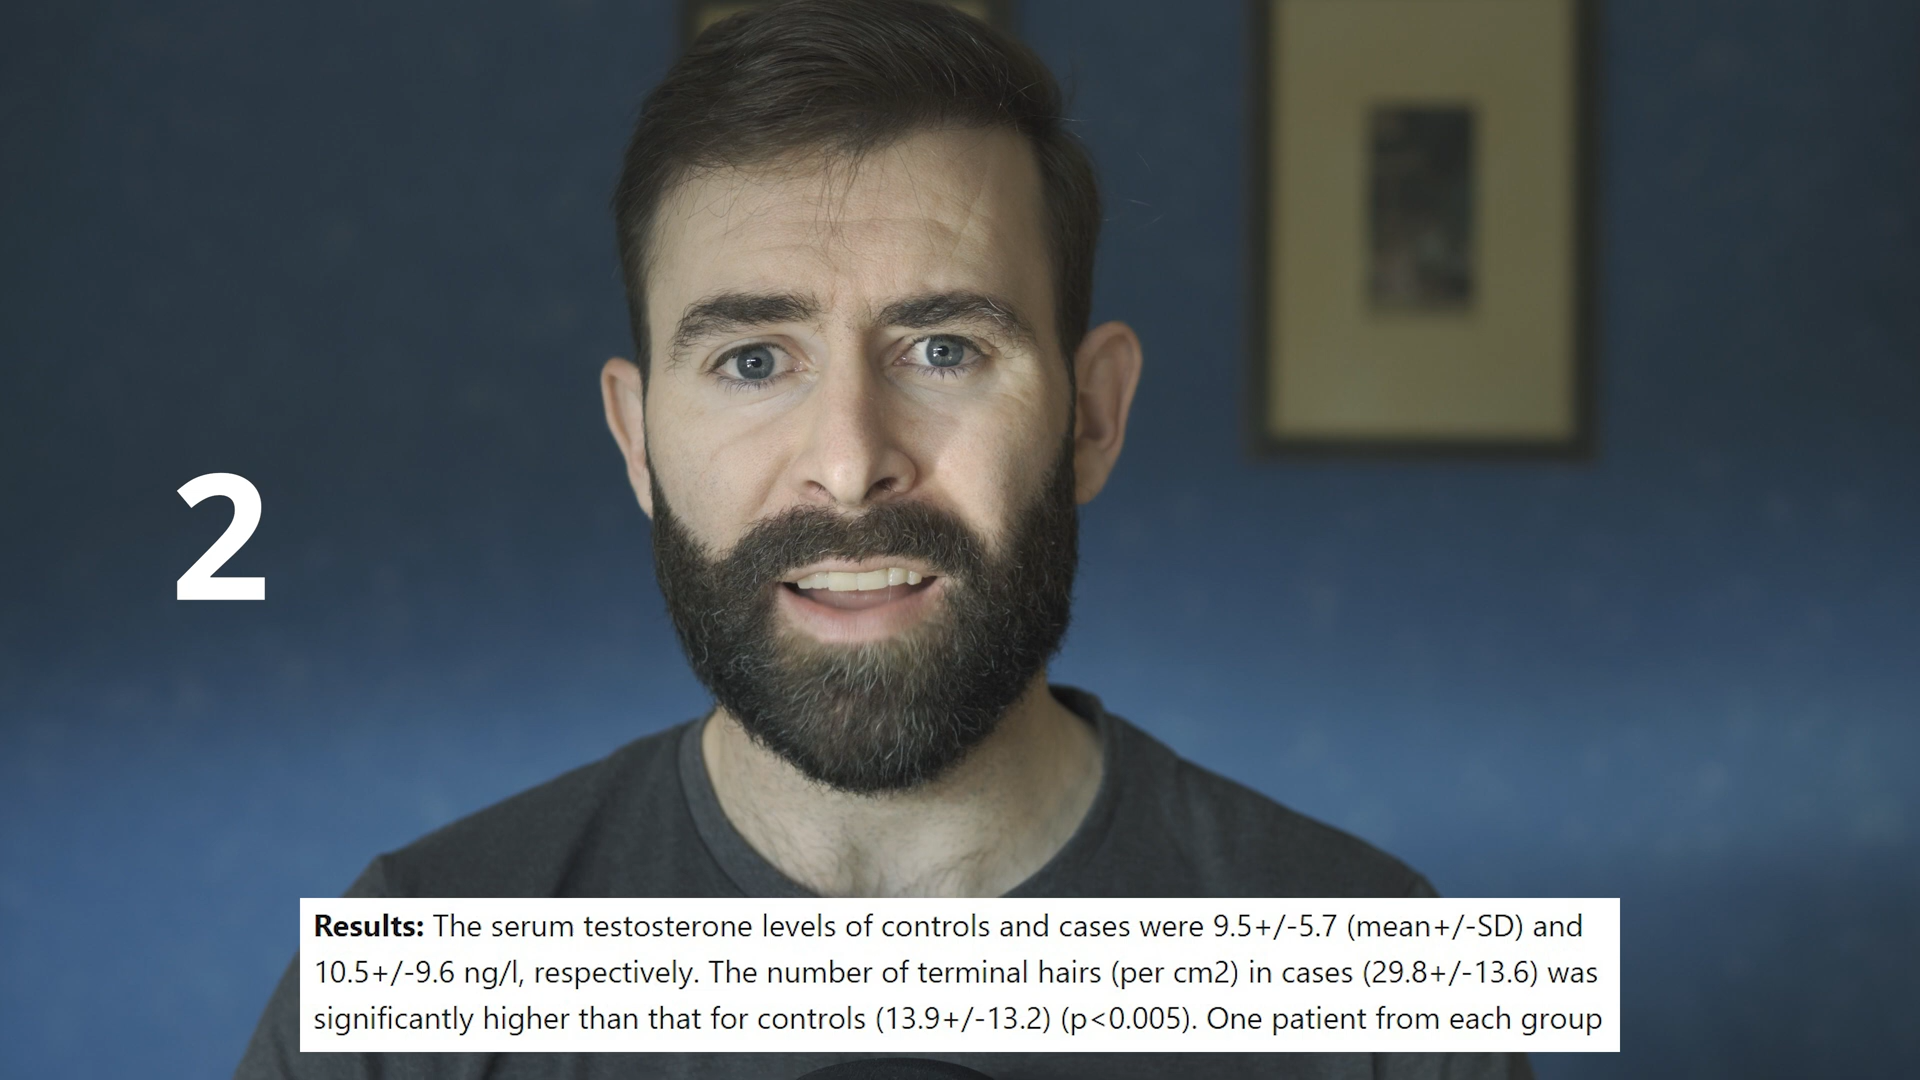 2
Results: The serum testosterone levels of controls and cases were 9.5+/-5.7 (mean+/-SD) and
10.5+/-9.6 ng/l, respectively. The number of terminal hairs (per cm2) in cases (29.8+/-13.6) was
significantly higher than that for controls (13.9+/-13.2) (p<0.005). One patient from each group